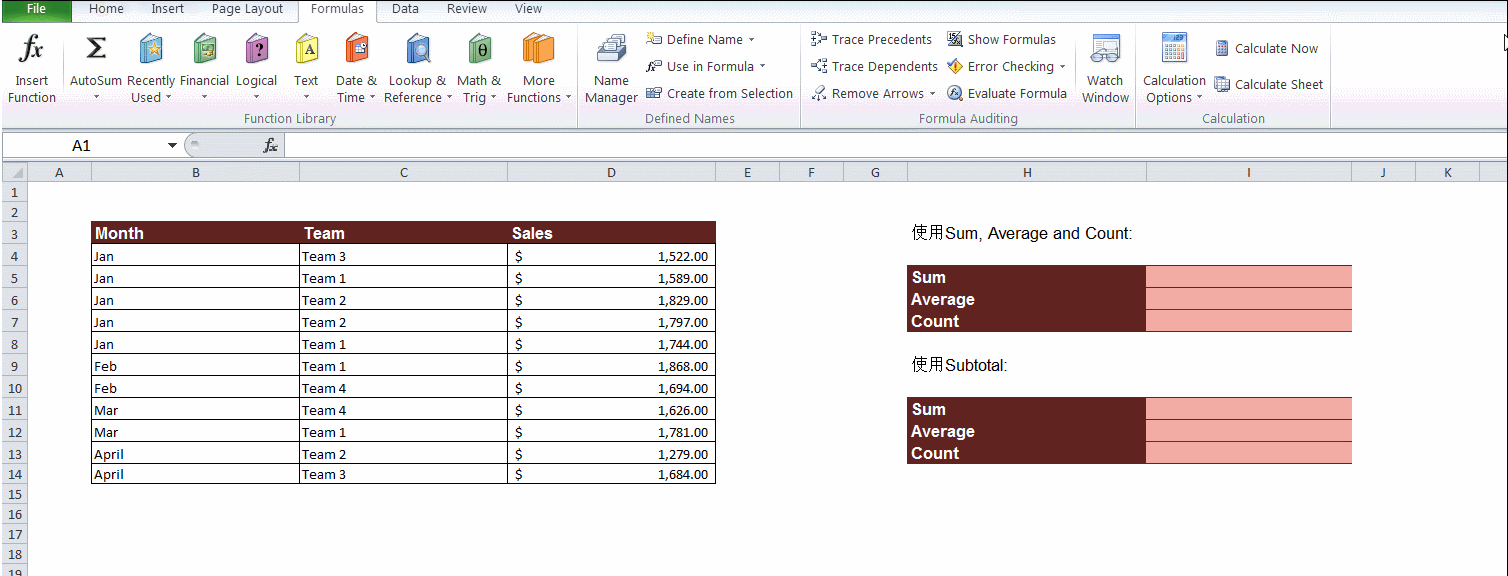 File Home Insert Page Layout Formulas Data Review View
Insert Function
AutoSum
Recently Used
Financial
Logical
Text
Date & Time
Lookup & Reference
Math & Trig
More Functions
Function Library
Name Manager
Define Name
Use in Formula
Create from Selection
Defined Names
Trace Precedents
Trace Dependents
Remove Arrows
Show Formulas
Error Checking
Evaluate Formula
Watch Window
Formula Auditing
Calculation Options
Calculate Now
Calculate Sheet
Calculation
A1 fx
A B C D E F G H I J K
1
2
3 Month Team Sales 使用Sum, Average and Count:
4 Jan Team 3 $ 1,522.00
5 Jan Team 1 $ 1,589.00 Sum
6 Jan Team 2 $ 1,829.00 Average
7 Jan Team 2 $ 1,797.00 Count
8 Jan Team 1 $ 1,744.00
9 Feb Team 1 $ 1,868.00 使用Subtotal:
10 Feb Team 4 $ 1,694.00
11 Mar Team 4 $ 1,626.00 Sum
12 Mar Team 1 $ 1,781.00 Average
13 April Team 2 $ 1,279.00 Count
14 April Team 3 $ 1,684.00
15
16
17
18
19